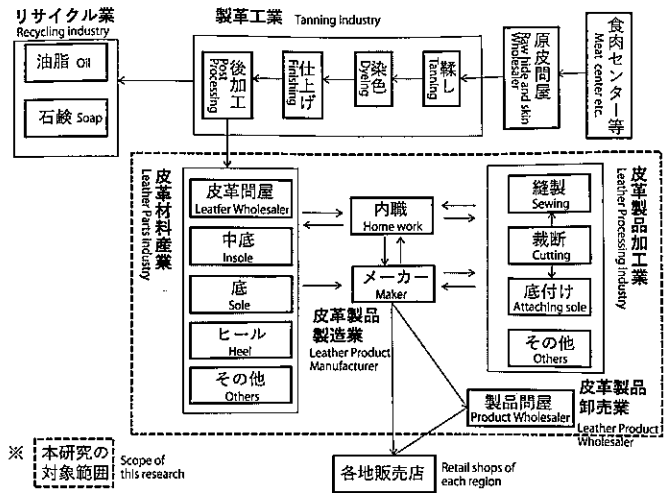 リサイクル業
Recycling industry
油脂 Oil
石鹸 Soap
製革工業
Tanning industry
後加工
Post
Processing
仕上げ
Finishing
染色
Dyeing
鞣し
Tanning
原皮問屋
Raw hide and skin
Wholesaler
食肉センター等
Meat center etc.
皮革材料産業
Leather Parts industry
皮革問屋
Leatfer Wholesaler
中底
Insole
底
Sole
ヒール
Heel
その他
Others
内職
Home work
メーカー
Maker
皮革製品
製造業
Leather Product
Manufacturer
縫製
Sewing
裁断
Cutting
底付け
Attaching sole
その他
Others
皮革製品加工業
Leather Processing industry
製品問屋
Product Wholesaler
皮革製品
卸売業
Leather Product
Wholesaler
各地販売店
Retail shops of
each region
※
本研究の
対象範囲
Scope of
this research